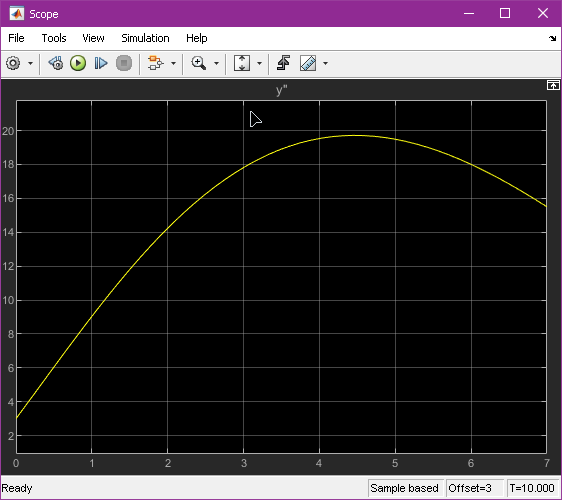 Scope
File Tools View Simulation Help
y"
20
18
16
14
12
10
8
6
4
2
0 1 2 3 4 5 6 7
Ready Sample based Offset=3 T=10.000